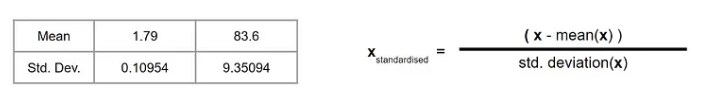 Mean 1.79 83.6
Std. Dev. 0.10954 9.35094
( x - mean(x) )
x standardised =
std. deviation(x)